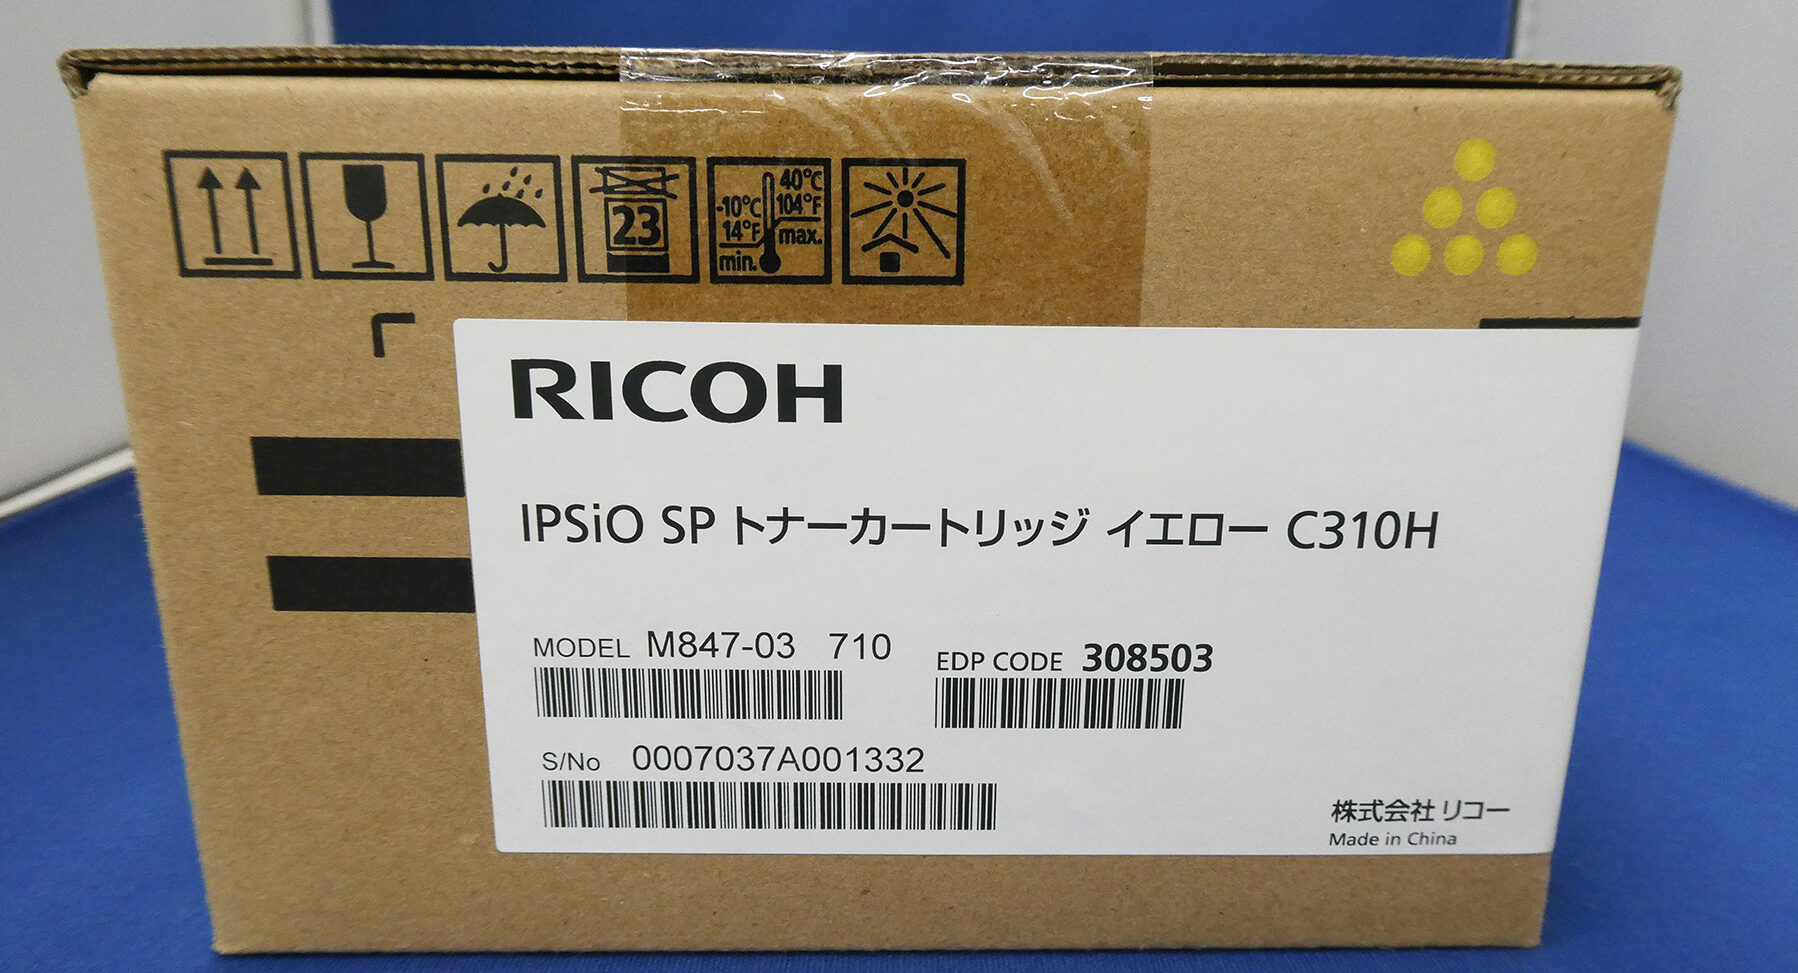 23
-10℃
14°F
min.
40℃
104°F
max.
RICOH
IPSiO SP トナーカートリッジ イエロー C310H
MODEL M847-03 710
EDP CODE 308503
S/No 0007037A001332
株式会社 リコー
Made in China